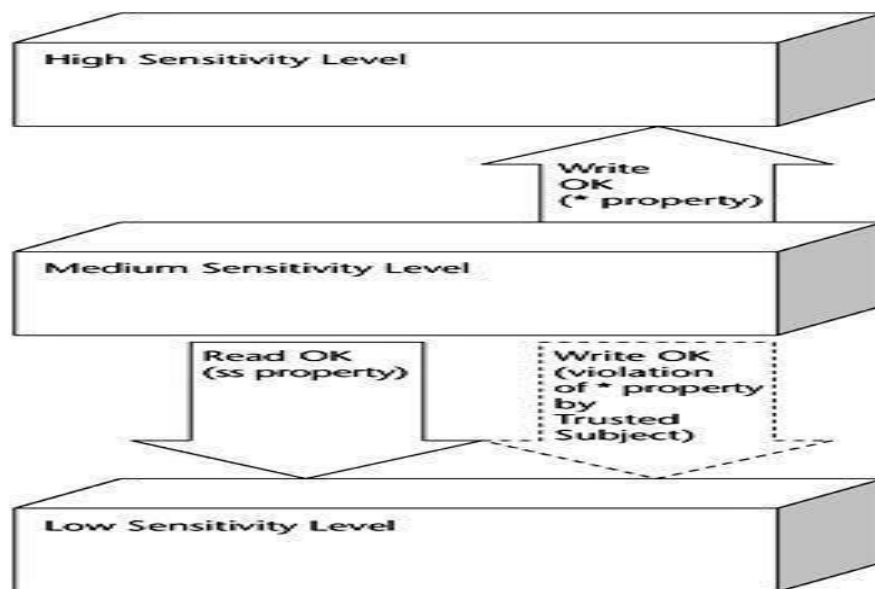 High Sensitivity Level
Write
OK
(* property)
Medium Sensitivity Level
Read OK
(ss property)
Write OK
(violation
of * property
by
Trusted
Subject)
Low Sensitivity Level